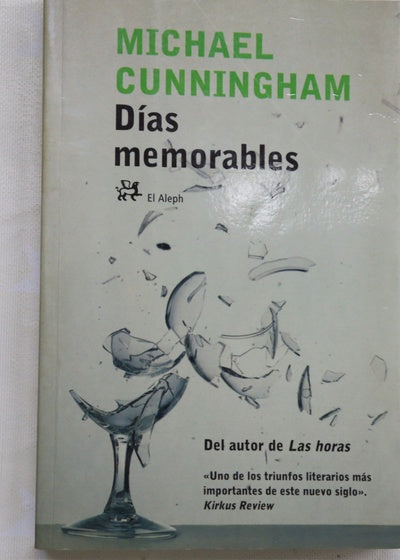 MICHAEL
CUNNINGHAM
Días
memorables
El Aleph
Del autor de Las horas
«Uno de los triunfos literarios más
importantes de este nuevo siglo».
Kirkus Review